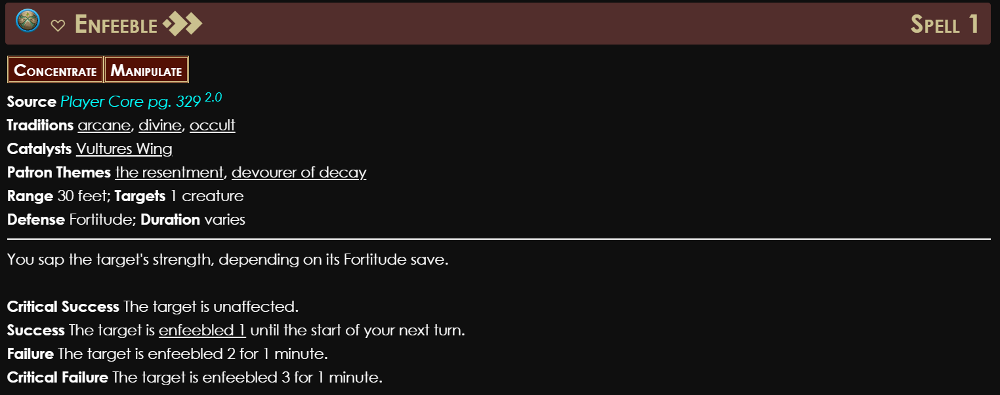 Enfeeble Spell 1
Concentrate Manipulate
Source Player Core pg. 329 2.0
Traditions arcane, divine, occult
Catalysts Vultures Wing
Patron Themes the resentment, devourer of decay
Range 30 feet; Targets 1 creature
Defense Fortitude; Duration varies
You sap the target's strength, depending on its Fortitude save.
Critical Success The target is unaffected.
Success The target is enfeebled 1 until the start of your next turn.
Failure The target is enfeebled 2 for 1 minute.
Critical Failure The target is enfeebled 3 for 1 minute.